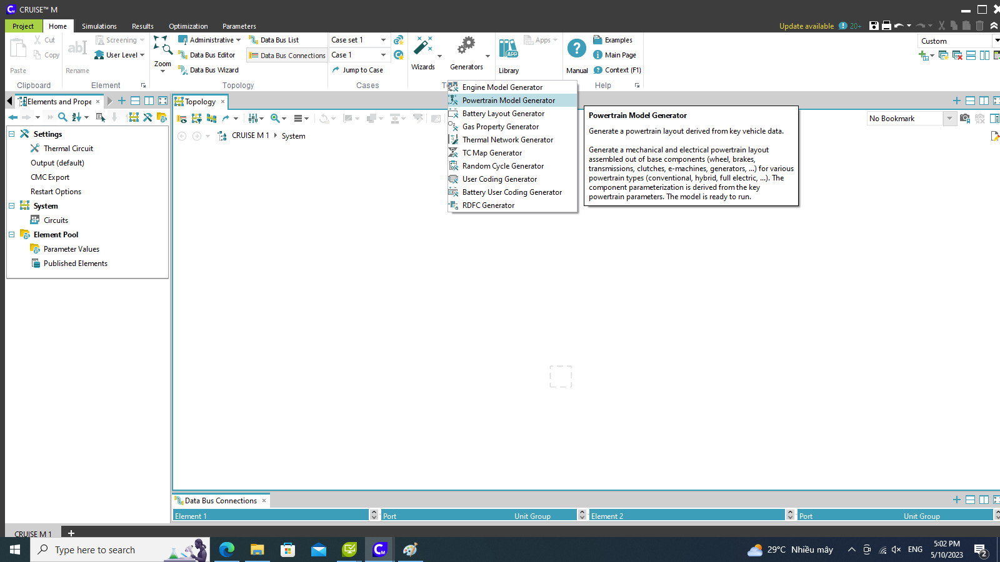 CRUISE™ M
Project
Home
Simulations
Results
Optimization
Parameters
Update available
20+
Paste
Cut
Copy
Clipboard
Rename
Screening
User Level
Element
Zoom
Administrative
Data Bus Editor
Data Bus Wizard
Data Bus List
Data Bus Connections
Topology
Case set 1
Case 1
Jump to Case
Cases
Wizards
Generators
T
Library
Apps
Manual
Examples
Main Page
Context (F1)
Help
Custom
Elements and Prope
Settings
Thermal Circuit
Output (default)
CMC Export
Restart Options
System
Circuits
Element Pool
Parameter Values
Published Elements
Topology
CRUISE M 1
System
No Bookmark
Engine Model Generator
Powertrain Model Generator
Battery Layout Generator
Gas Property Generator
Thermal Network Generator
TC Map Generator
Random Cycle Generator
User Coding Generator
Battery User Coding Generator
RDFC Generator
Powertrain Model Generator
Generate a powertrain layout derived from key vehicle data.
Generate a mechanical and electrical powertrain layout
assembled out of base components (wheel, brakes,
transmissions, clutches, e-machines, generators, ...) for various
powertrain types (conventional, hybrid, full electric, ...). The
component parameterization is derived from the key
powertrain parameters. The model is ready to run.
Data Bus Connections
Element 1
Port
Unit Group
Element 2
Port
Unit Group
CRUISE M 1
Type here to search
29°C Nhiều mây
ENG
5:02 PM
5/10/2023
2